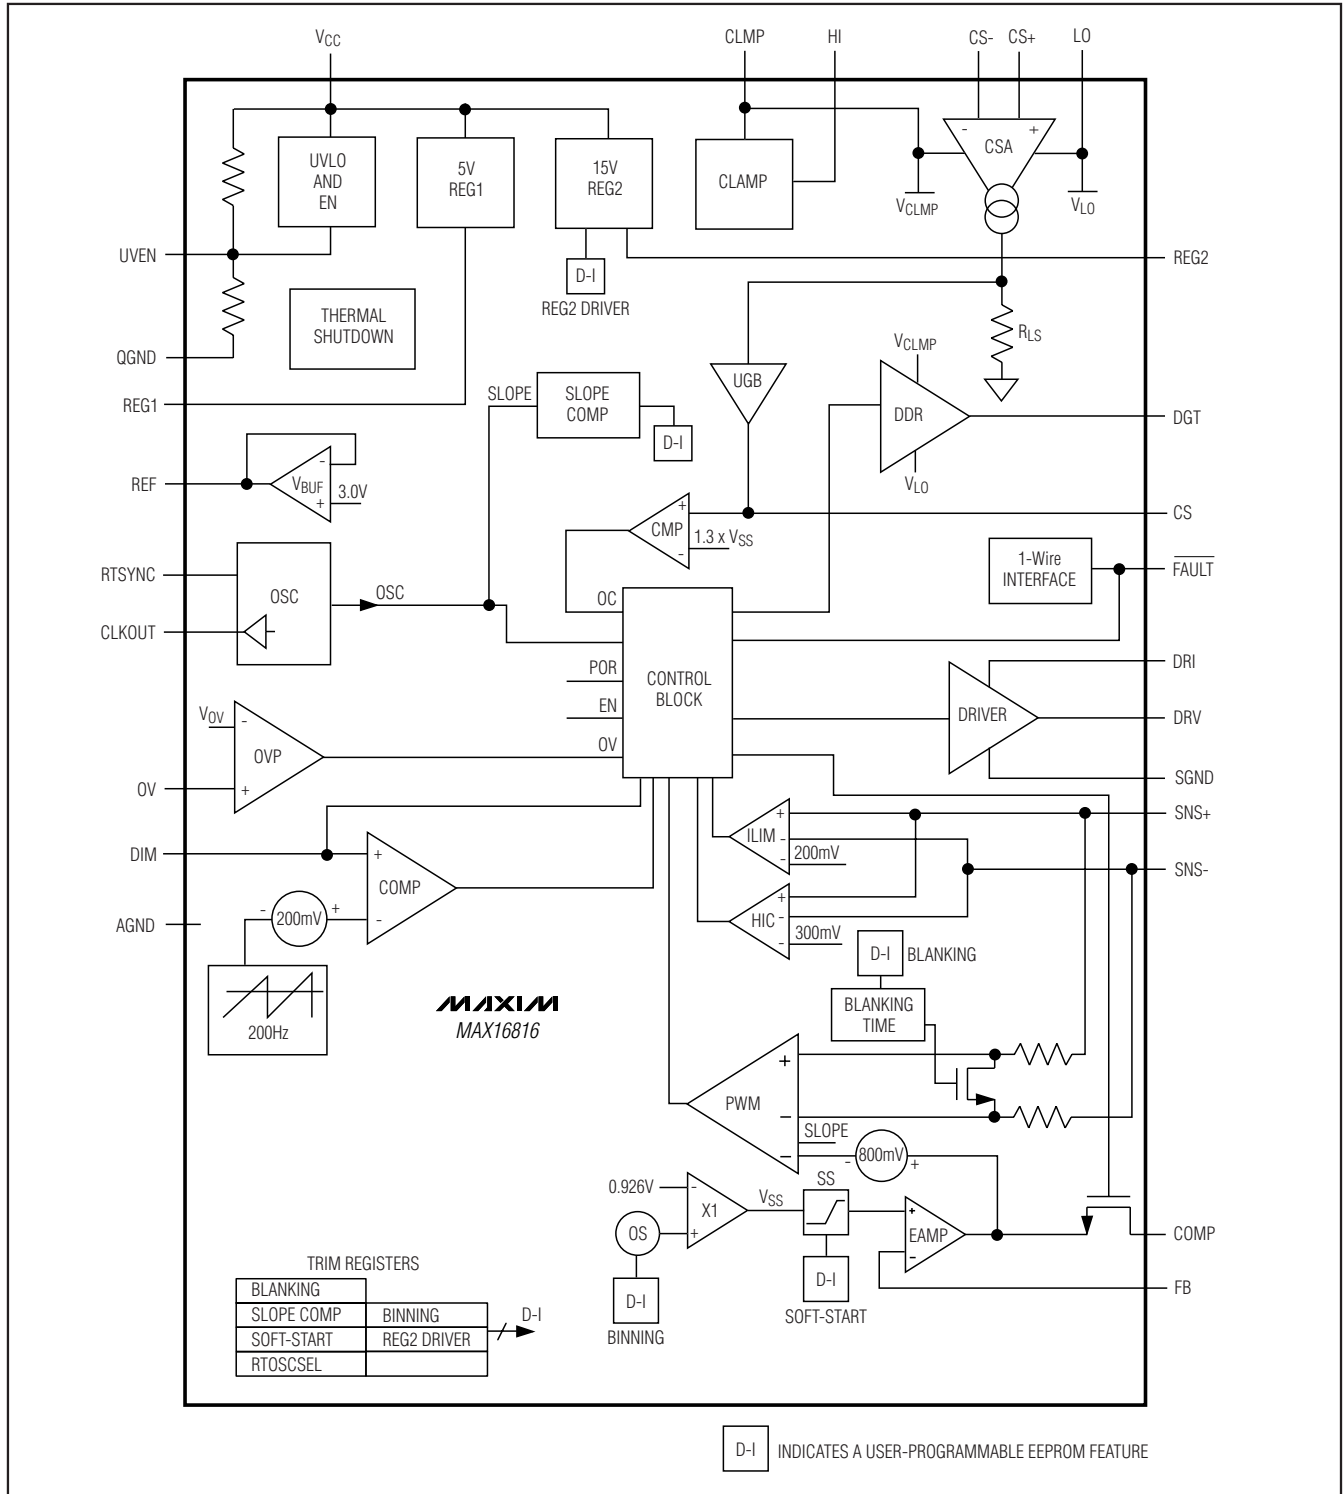 VCC
CLMP
HI
CS-
CS+
LO
UVLO
AND
EN
5V
REG1
15V
REG2
CLAMP
-
+
CSA
VCLMP
VLO
UVEN
REG2
D-I
REG2 DRIVER
THERMAL
SHUTDOWN
QGND
RLS
VCLMP
UGB
REG1
SLOPE
SLOPE
COMP
D-I
DDR
DGT
VLO
REF
-
VBUF
+
3.0V
+
CMP
-
1.3 x VSS
CS
1-Wire
INTERFACE
FAULT
RTSYNC
OSC
OSC
CLKOUT
OC
POR
EN
OV
CONTROL
BLOCK
DRI
DRIVER
DRV
SGND
VOV
-
OVP
+
OV
SNS+
+
ILIM
-
-
200mV
SNS-
DIM
+
COMP
-
- 200mV +
AGND
+
HIC
-
-
300mV
D-I
BLANKING
BLANKING
TIME
200Hz
MAXIM
MAX16816
+
PWM
–
SLOPE
–
- 800mV +
0.926V
-
X1
+
VSS
SS
OS
+
EAMP
-
COMP
D-I
BINNING
D-I
SOFT-START
FB
TRIM REGISTERS
BLANKING
SLOPE COMP BINNING
SOFT-START REG2 DRIVER
RTOSCSEL
D-I
D-I INDICATES A USER-PROGRAMMABLE EEPROM FEATURE